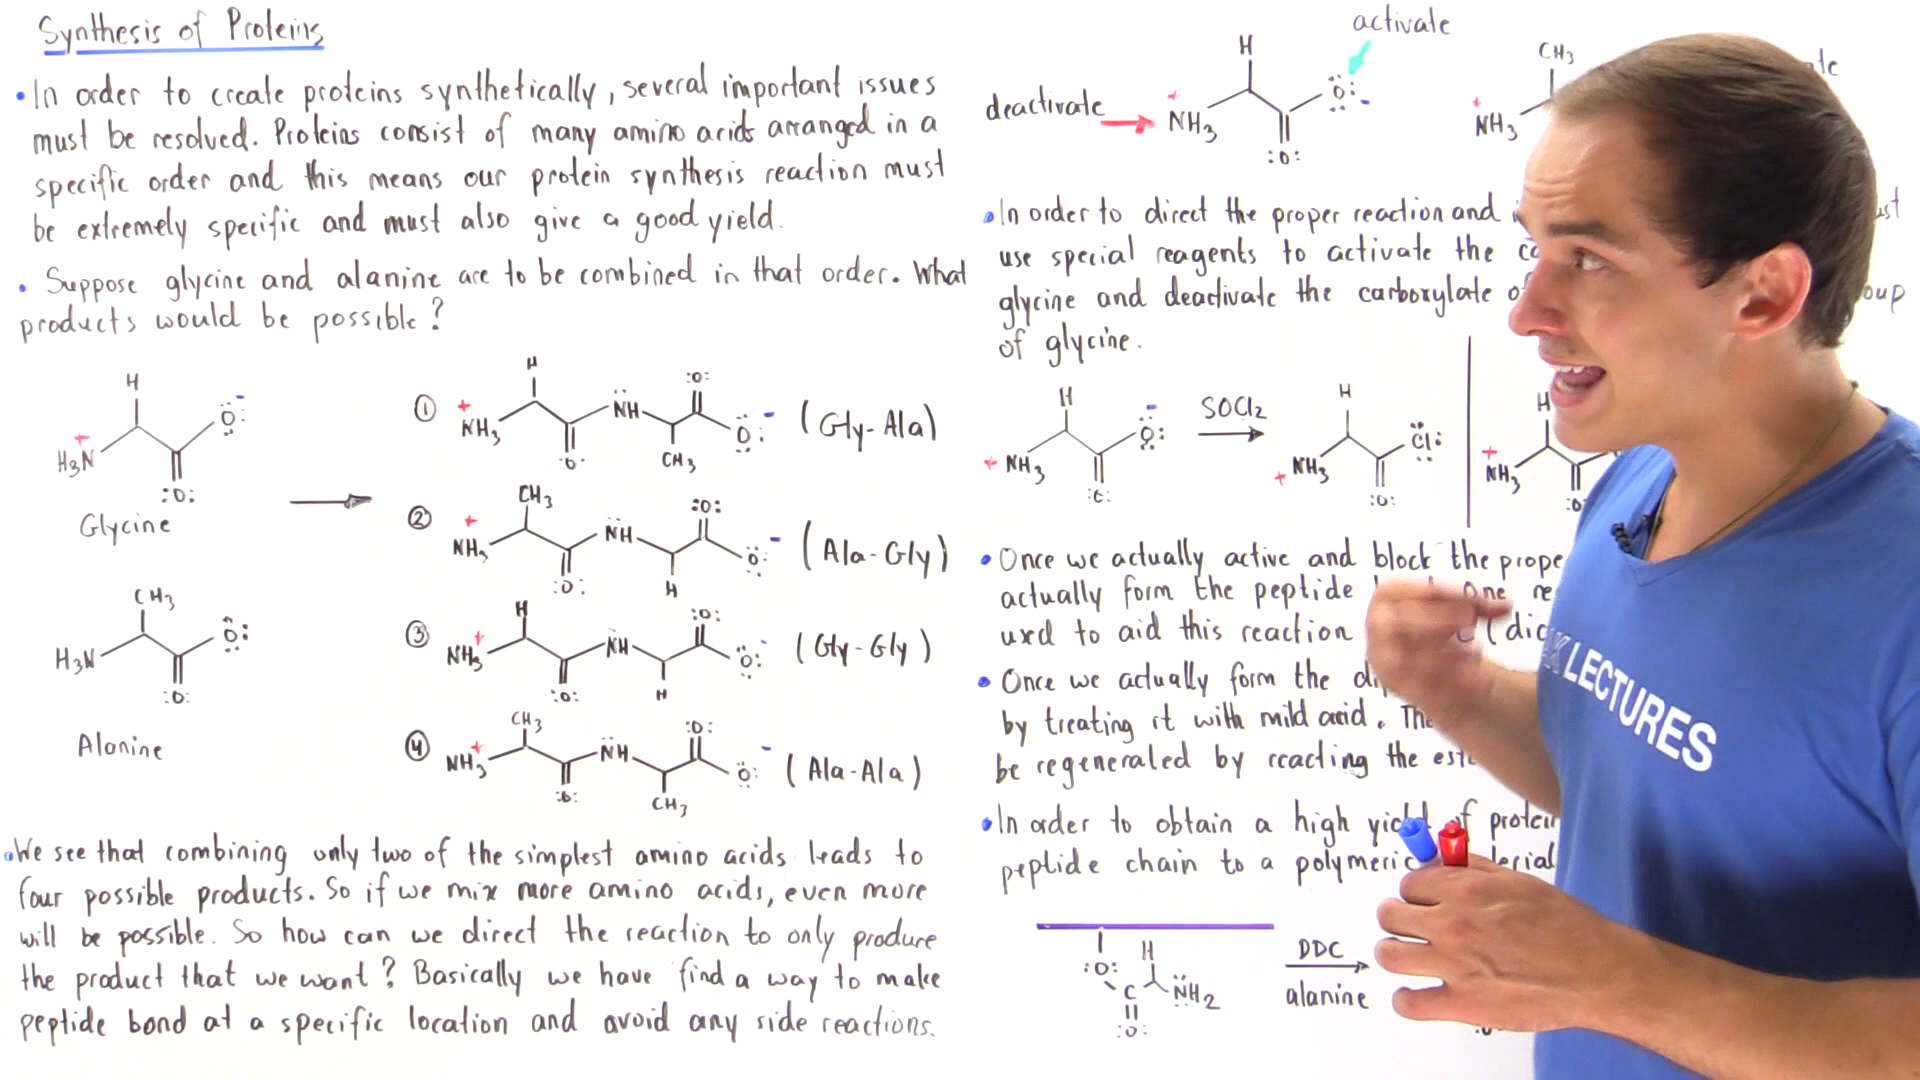 Synthesis of Proteins
• In order to create proteins synthetically, several important issues
must be resolved. Proteins consist of many amino acids arranged in a
specific order and this means our protein synthesis reaction must
be extremely specific and must also give a good yield.
• Suppose glycine and alanine are to be combined in that order. What
products would be possible?
H
:O:
-
+
H3N
:O:
Glycine
CH3
H3N
O:
:O:
Alanine
① + NH3 H :O: NH CH3 :O: O: - (Gly-Ala)
② + NH3 CH3 :O: NH H :O: O: - (Ala-Gly)
③ + NH3 H :O: NH H :O: O: - (Gly-Gly)
④ + NH3 CH3 :O: NH CH3 :O: O: - (Ala-Ala)
• We see that combining only two of the simplest amino acids leads to
four possible products. So if we mix more amino acids, even more
will be possible. So how can we direct the reaction to only produce
the product that we want? Basically we have find a way to make
peptide bond at a specific location and avoid any side reactions.
activate
deactivate
+ NH3 H :O: O: -
CH3
+
NH3
• In order to direct the proper reaction and
use special reagents to activate the
glycine and deactivate the carboxylate
of glycine.
+ NH3 H :O: O: -
SOCl2
+ NH3 H :O: Cl:
H
+
NH3
• Once we actually active and block the
actually form the peptide one
used to aid this reaction
• Once we actually form the
by treating it with mild acid.
be regenerated by reacting the
• In order to obtain a high yield of
peptide chain to a polymeric
:O: C :O: H NH2
DDC
alanine
LECTURES